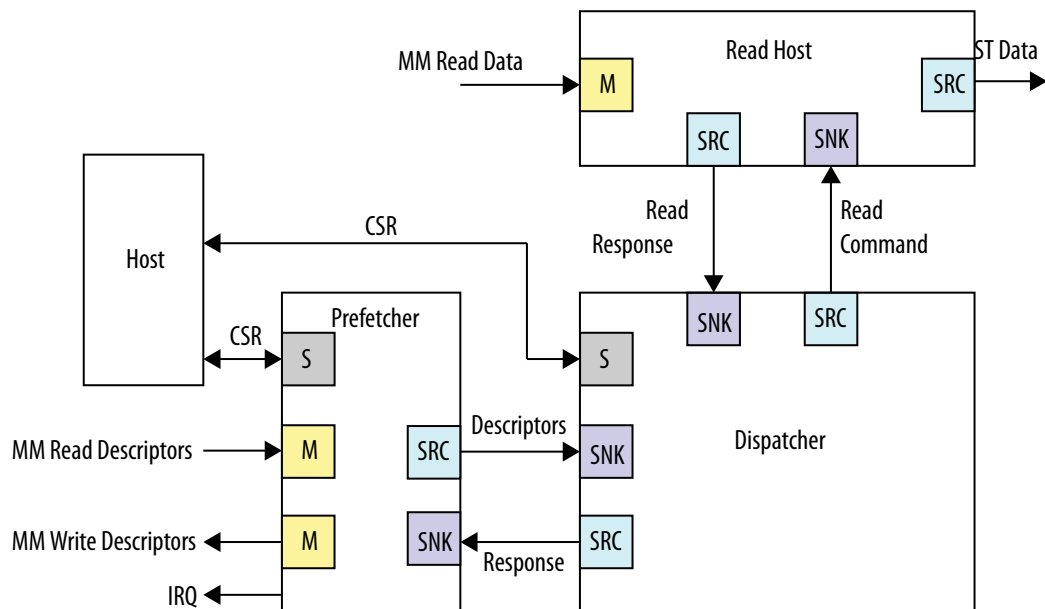 MM Read Data
Read Host
ST Data
M
SRC
SRC
SNK
Read
Response
Read
Command
CSR
Host
Prefetcher
SNK
SRC
CSR
S
S
Descriptors
MM Read Descriptors
M
SRC
SNK
Dispatcher
MM Write Descriptors
M
SNK
Response
SRC
IRQ